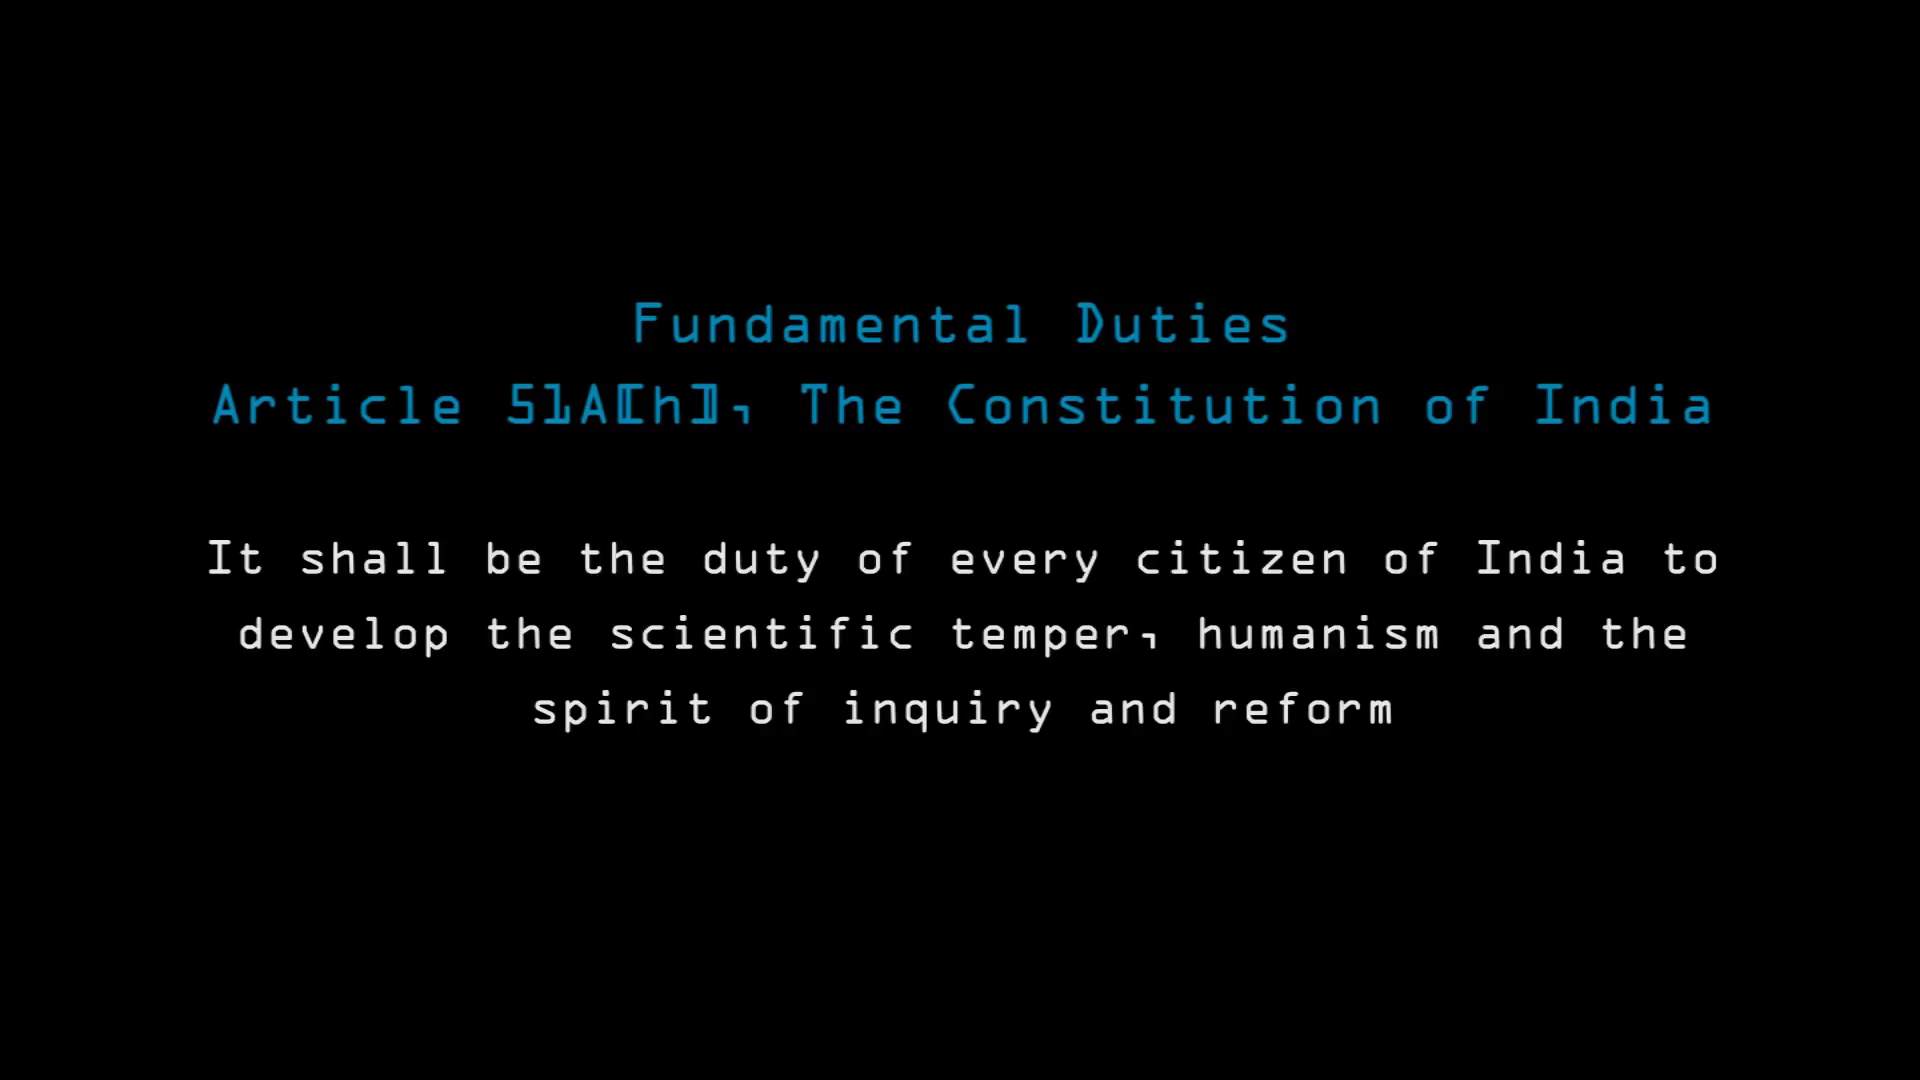 Fundamental Duties
Article 51A[h], The Constitution of India
It shall be the duty of every citizen of India to
develop the scientific temper, humanism and the
spirit of inquiry and reform